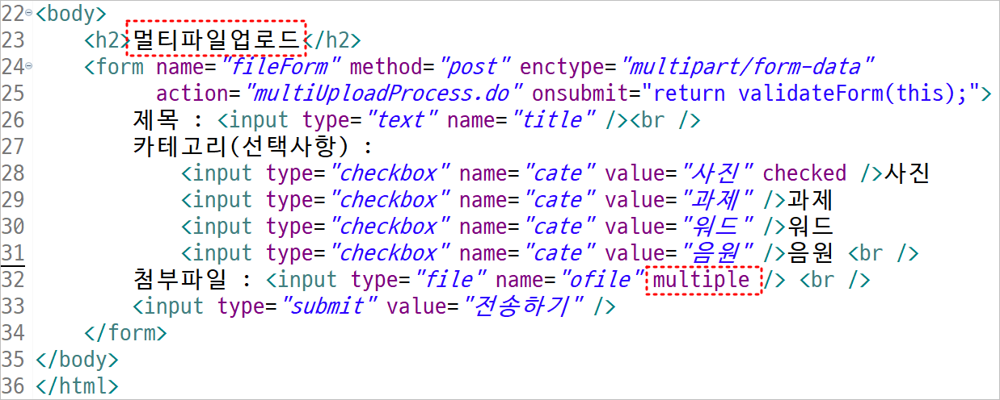 22 <body>
23 <h2>멀티파일업로드</h2>
24 <form name="fileForm" method="post" enctype="multipart/form-data"
25 action="multiUploadProcess.do" onsubmit="return validateForm(this);">
26 제목 : <input type="text" name="title" /><br />
27 카테고리(선택사항) :
28 <input type="checkbox" name="cate" value="사진" checked />사진
29 <input type="checkbox" name="cate" value="과제" />과제
30 <input type="checkbox" name="cate" value="워드" />워드
31 <input type="checkbox" name="cate" value="음원" />음원 <br />
32 첨부파일 : <input type="file" name="ofile" multiple /> <br />
33 <input type="submit" value="전송하기" />
34 </form>
35 </body>
36 </html>